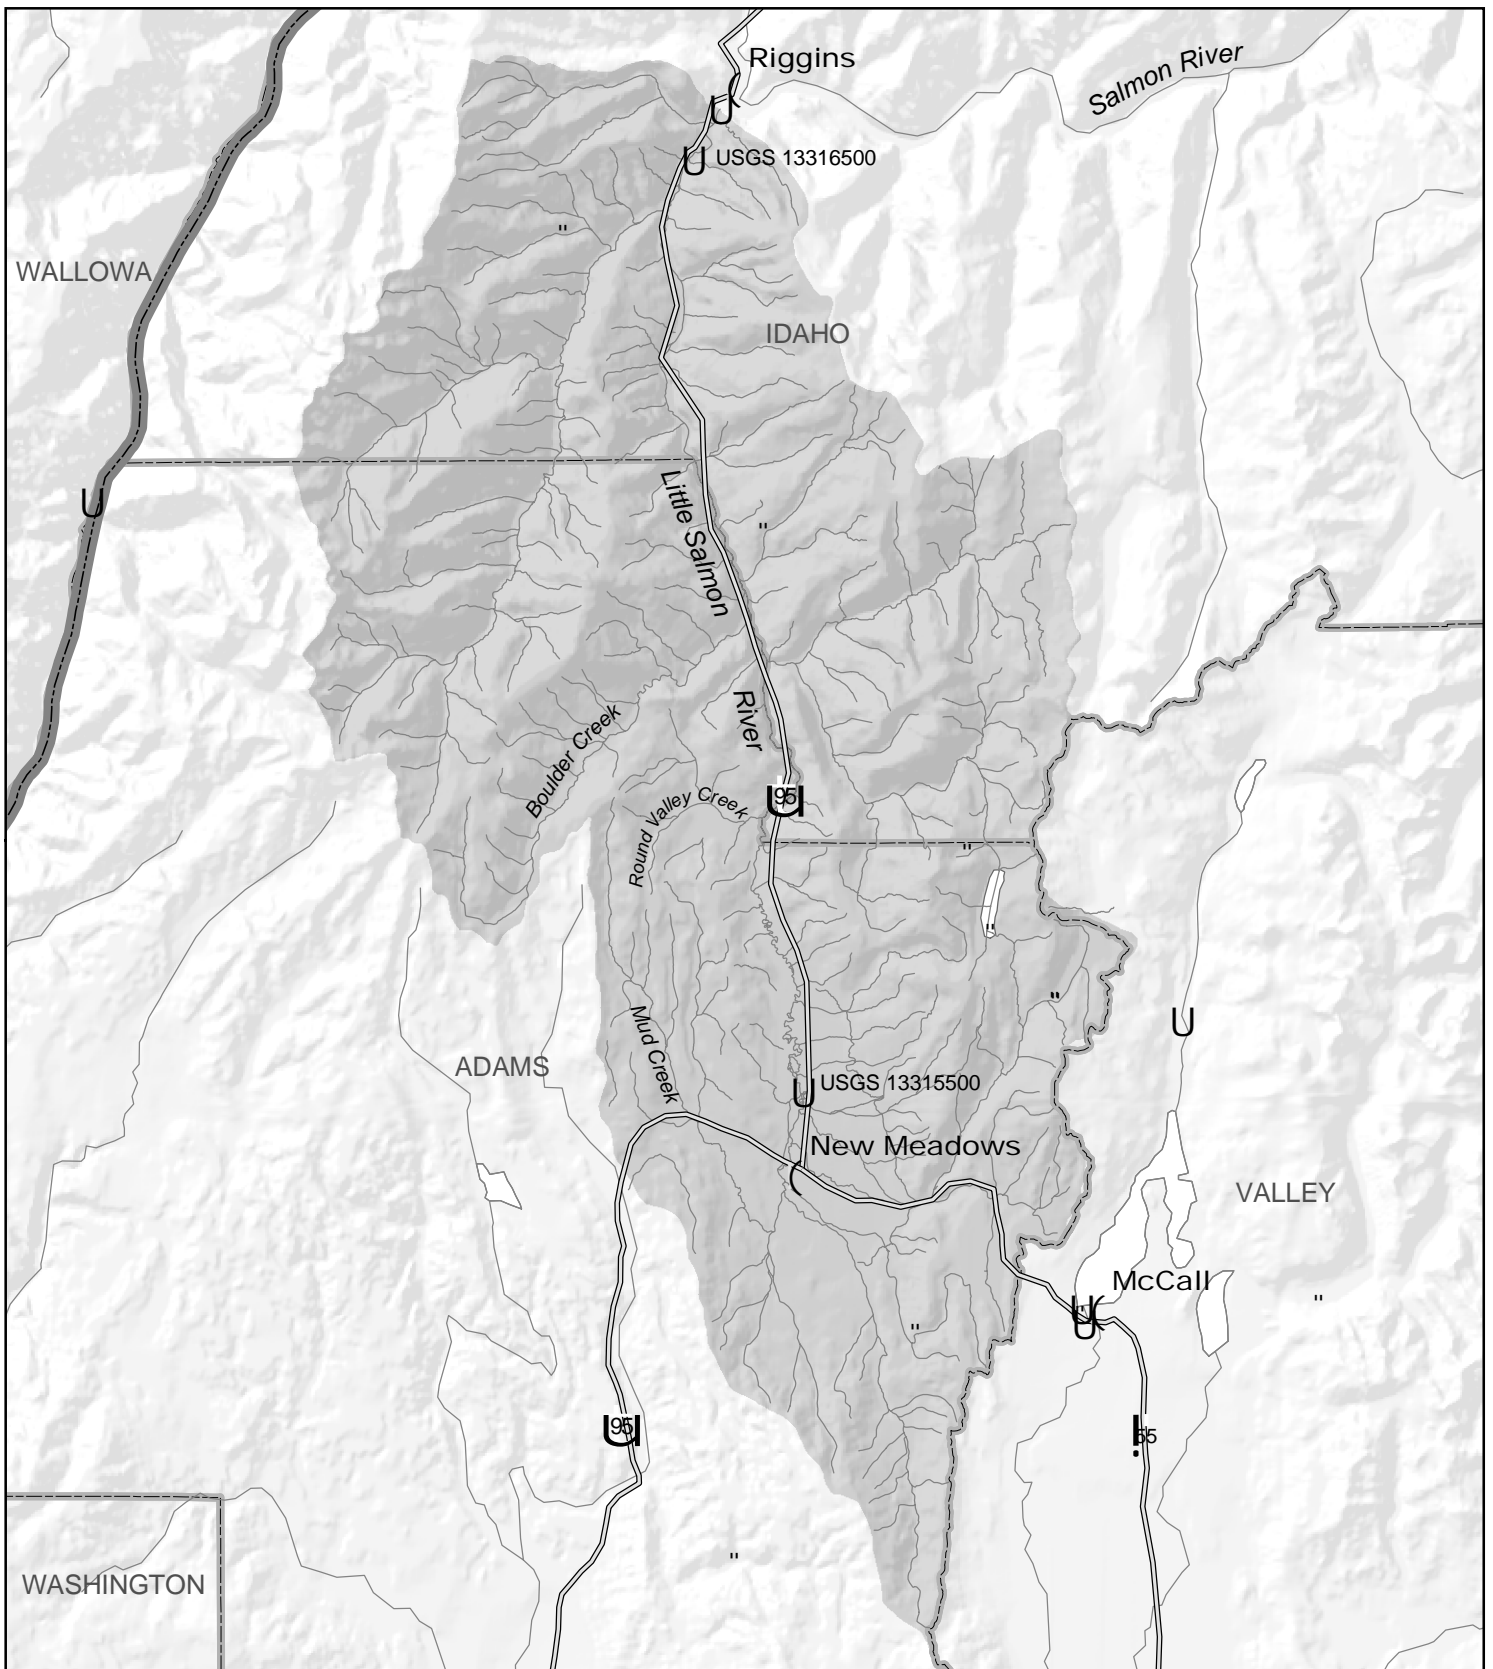 Riggins
Salmon River
USGS 13316500
WALLOWA
IDAHO
Little Salmon
River
Boulder Creek
95
Round Valley Creek
Mud Creek
ADAMS
USGS 13315500
New Meadows
VALLEY
McCall
95
55
WASHINGTON